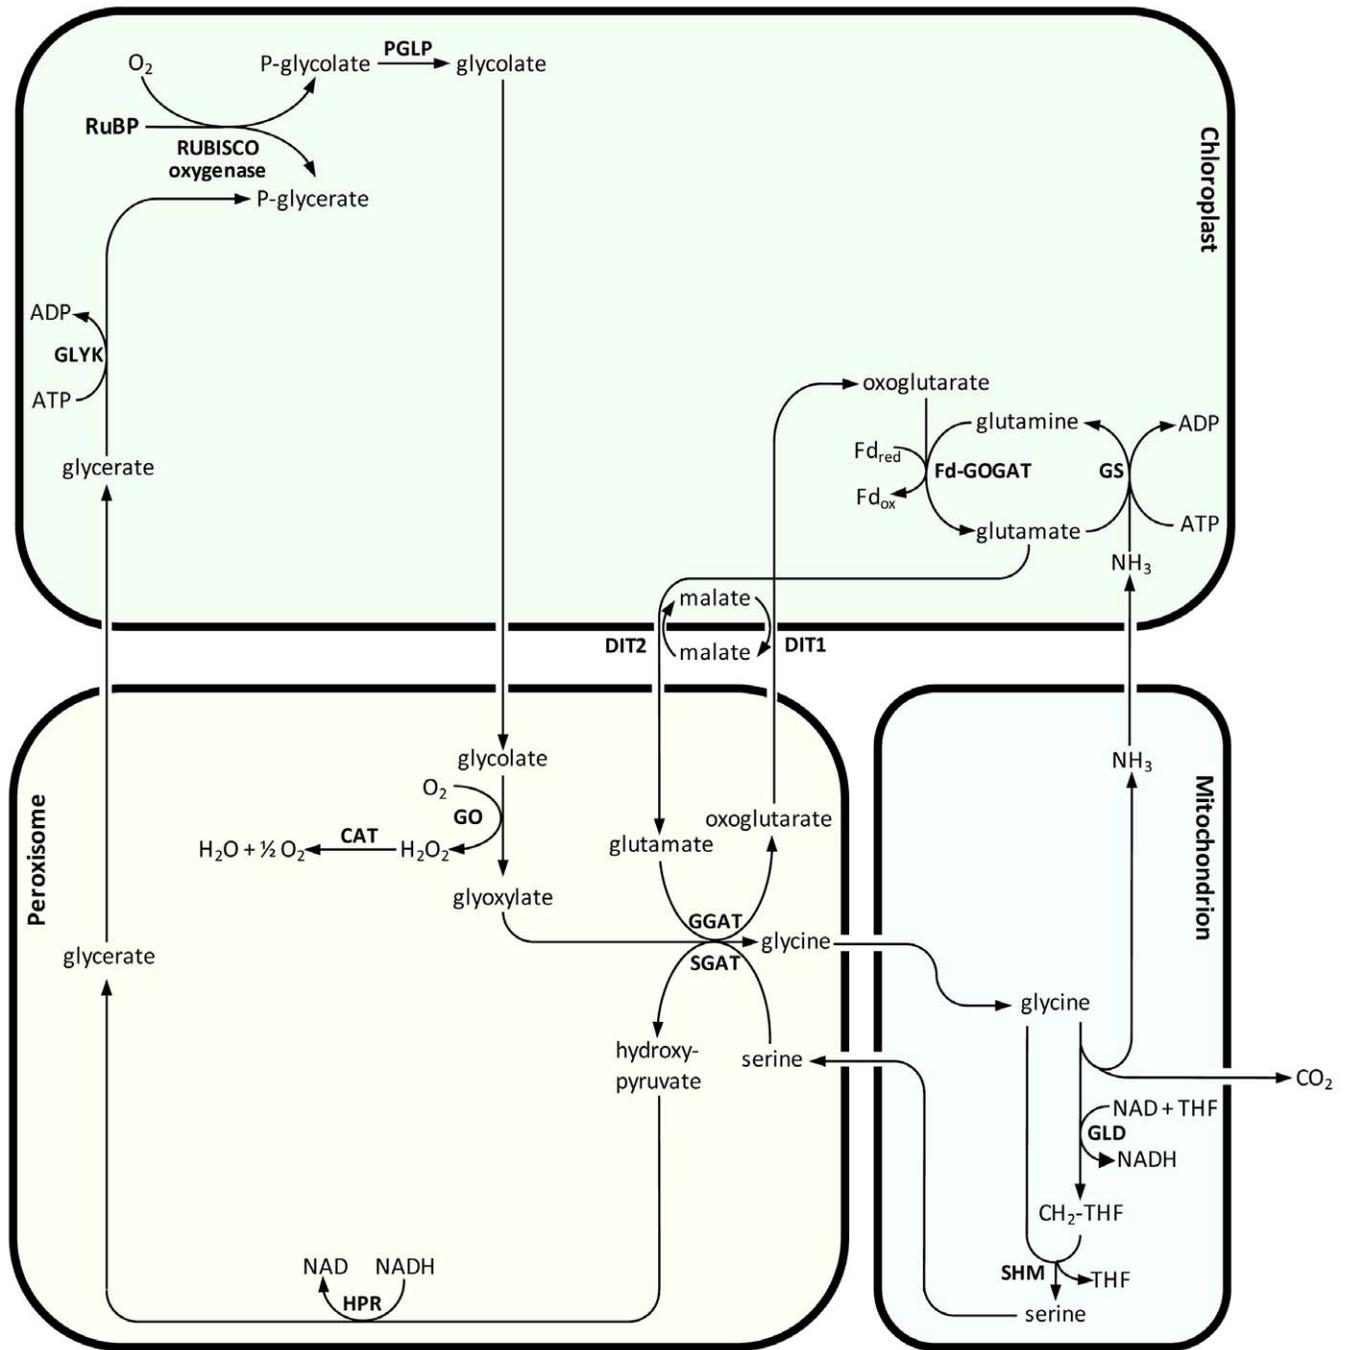 O2
P-glycolate
PGLP
glycolate
RuBP
RUBISCO
oxygenase
P-glycerate
Chloroplast
ADP
GLYK
ATP
glycerate
oxoglutarate
glutamine
ADP
Fdred
Fd-GOGAT
GS
Fdox
glutamate
ATP
NH3
malate
DIT2
malate
DIT1
Peroxisome
glycolate
O2
GO
CAT
H2O + ½ O2
H2O2
glyoxylate
glutamate
oxoglutarate
GGAT
glycine
SGAT
glycerate
hydroxy-
pyruvate
serine
NAD
NADH
HPR
Mitochondrion
NH3
glycine
CO2
NAD + THF
GLD
NADH
CH2-THF
SHM
THF
serine